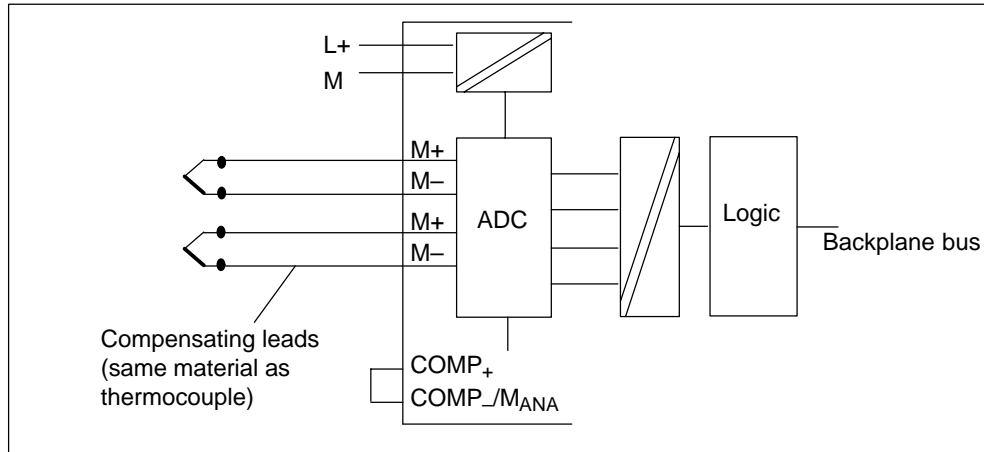 L+
M
M+
M–
M+
M–
ADC
Logic
Backplane bus
Compensating leads
(same material as
thermocouple)
COMP+
COMP–/MANA